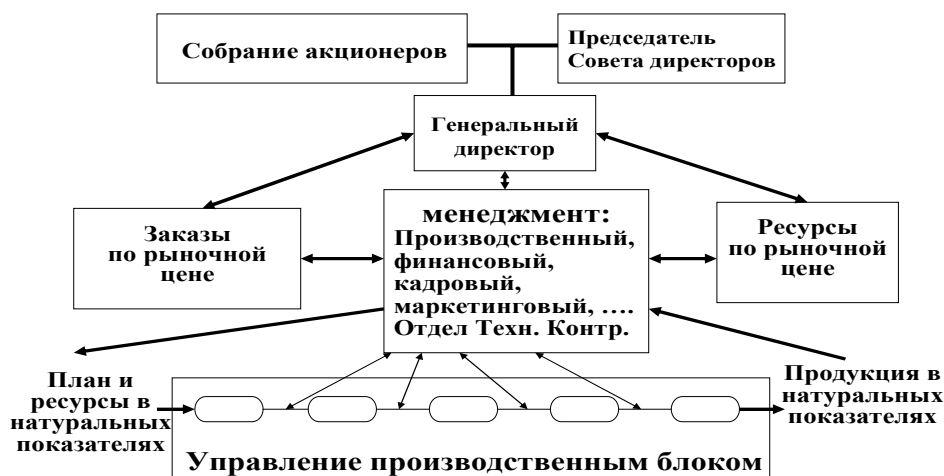 Собрание акционеров
Председатель
Совета директоров
Генеральный
директор
Заказы
по рыночной
цене
менеджмент:
Производственный,
финансовый,
кадровый,
маркетинговый, ….
Отдел Техн. Контр.
Ресурсы
по рыночной
цене
План и
ресурсы в
натуральных
показателях
Продукция в
натуральных
показателях
Управление производственным блоком